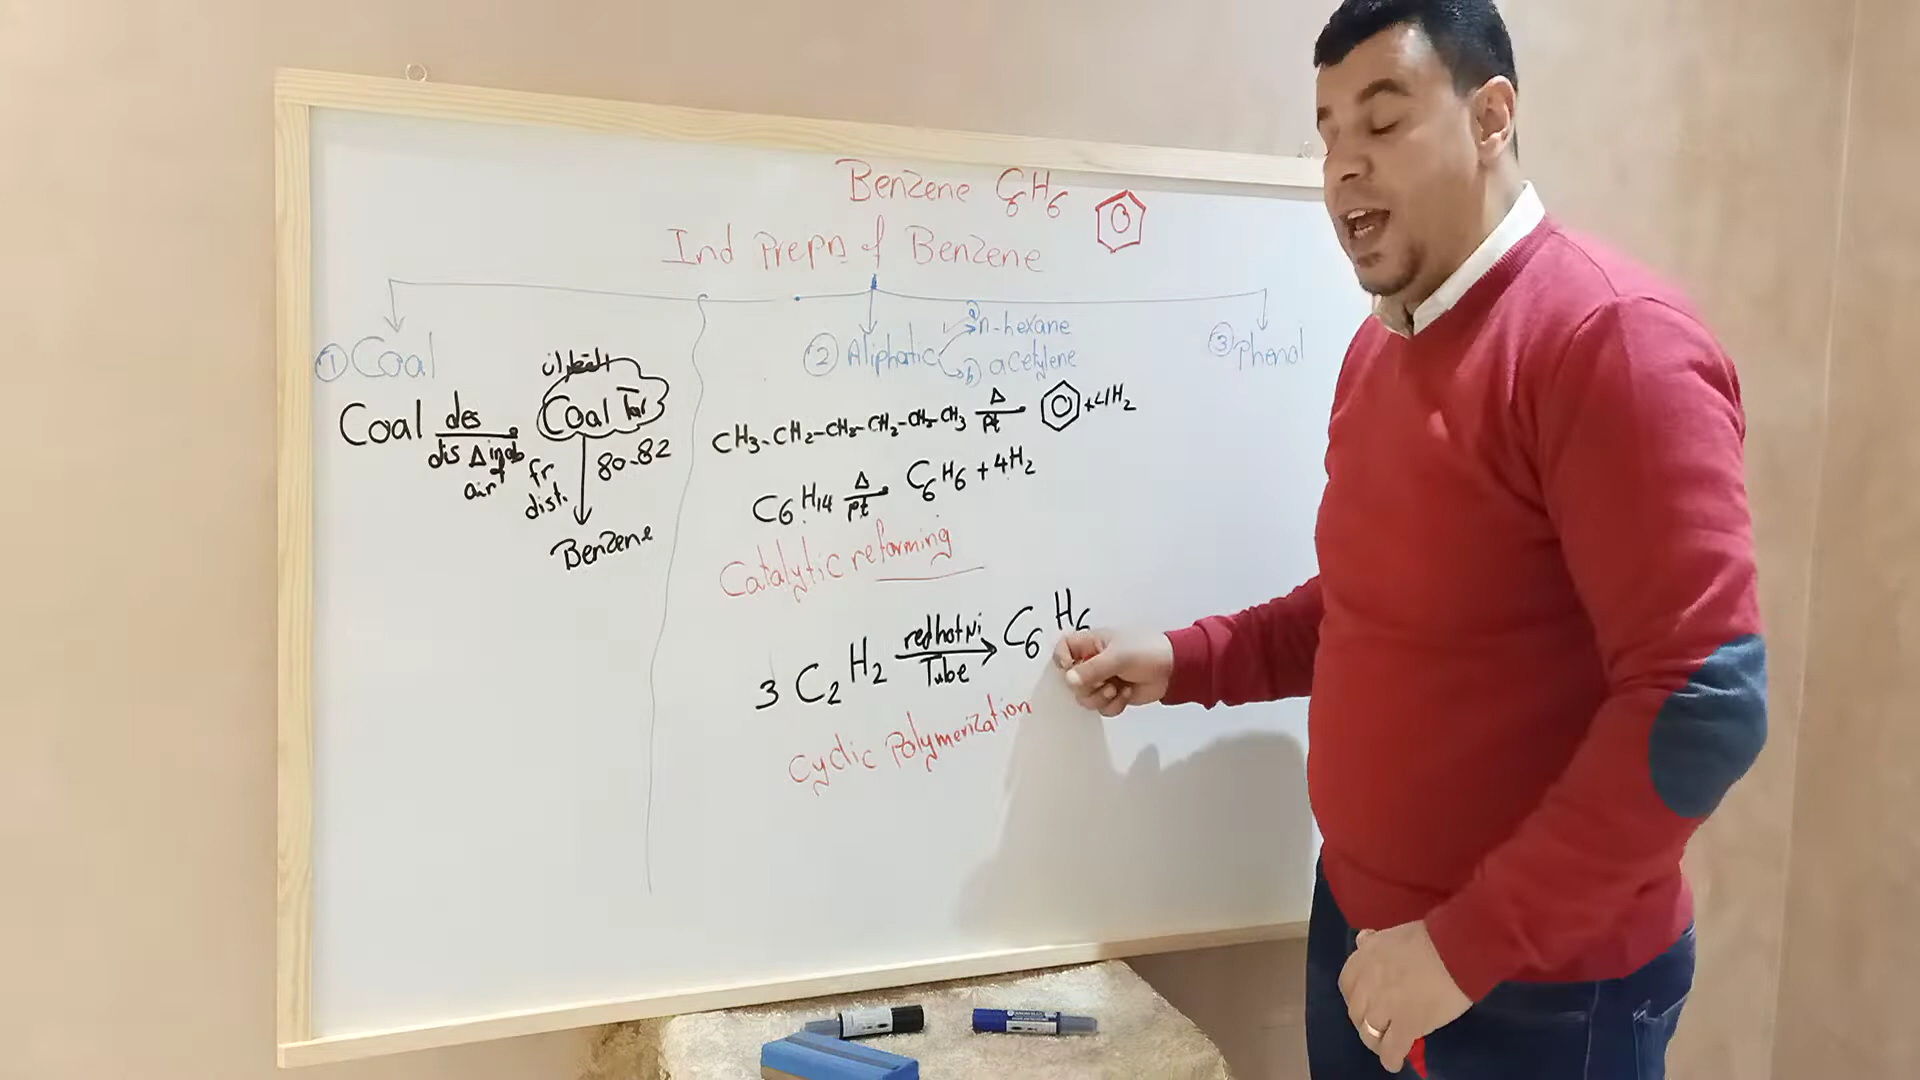 Benzene C6H6
Ind Prepn of Benzene
① Coal
Coal des dis Δ in ab air
Coal Tar
fr dist. 80-82
Benzene
② Aliphatic
a n-hexane
b acetylene
CH3-CH2-CH2-CH2-CH2-CH3 Δ Pt +4H2
C6H14 Δ pt C6H6 + 4H2
Catalytic reforming
3 C2H2 red hot Ni Tube C6H6
Cyclic Polymerization
③ Phenol